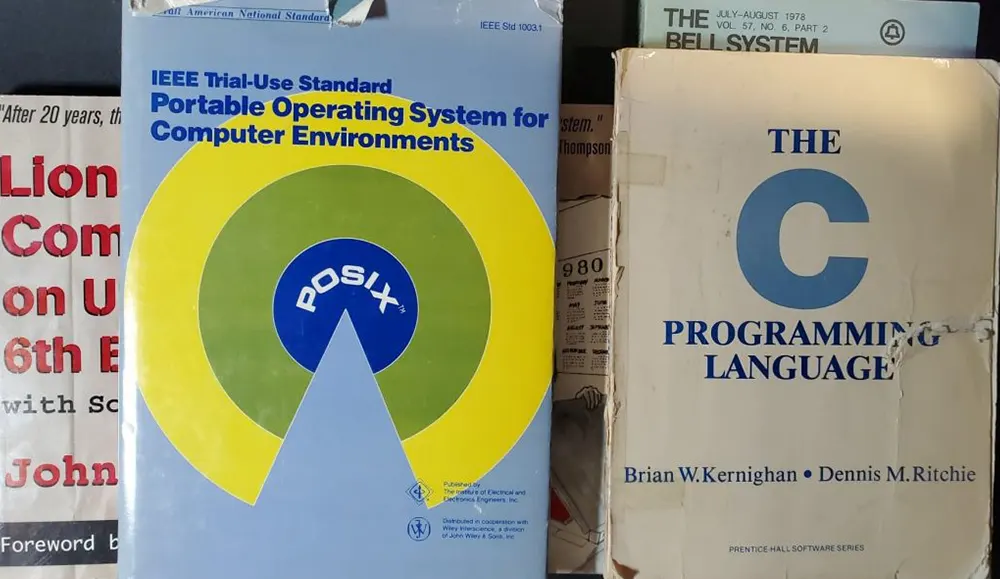 "After 20 years, th
Lion
Com
on U
6th E
with Sc
John
Foreword b
raft American National Standard
IEEE Std 1003.1
IEEE Trial-Use Standard
Portable Operating System for
Computer Environments
POSIX™
Published by
The Institute of Electrical and
Electronics Engineers, Inc
Distributed in cooperation with
Wiley Interscience, a division
of John Wiley & Sons, Inc
stem."
Thompson
980
THE
JULY-AUGUST 1978
VOL. 57, NO. 6, PART 2
BELL SYSTEM
THE
C
PROGRAMMING
LANGUAGE
Brian W. Kernighan • Dennis M. Ritchie
PRENTICE-HALL SOFTWARE SERIES